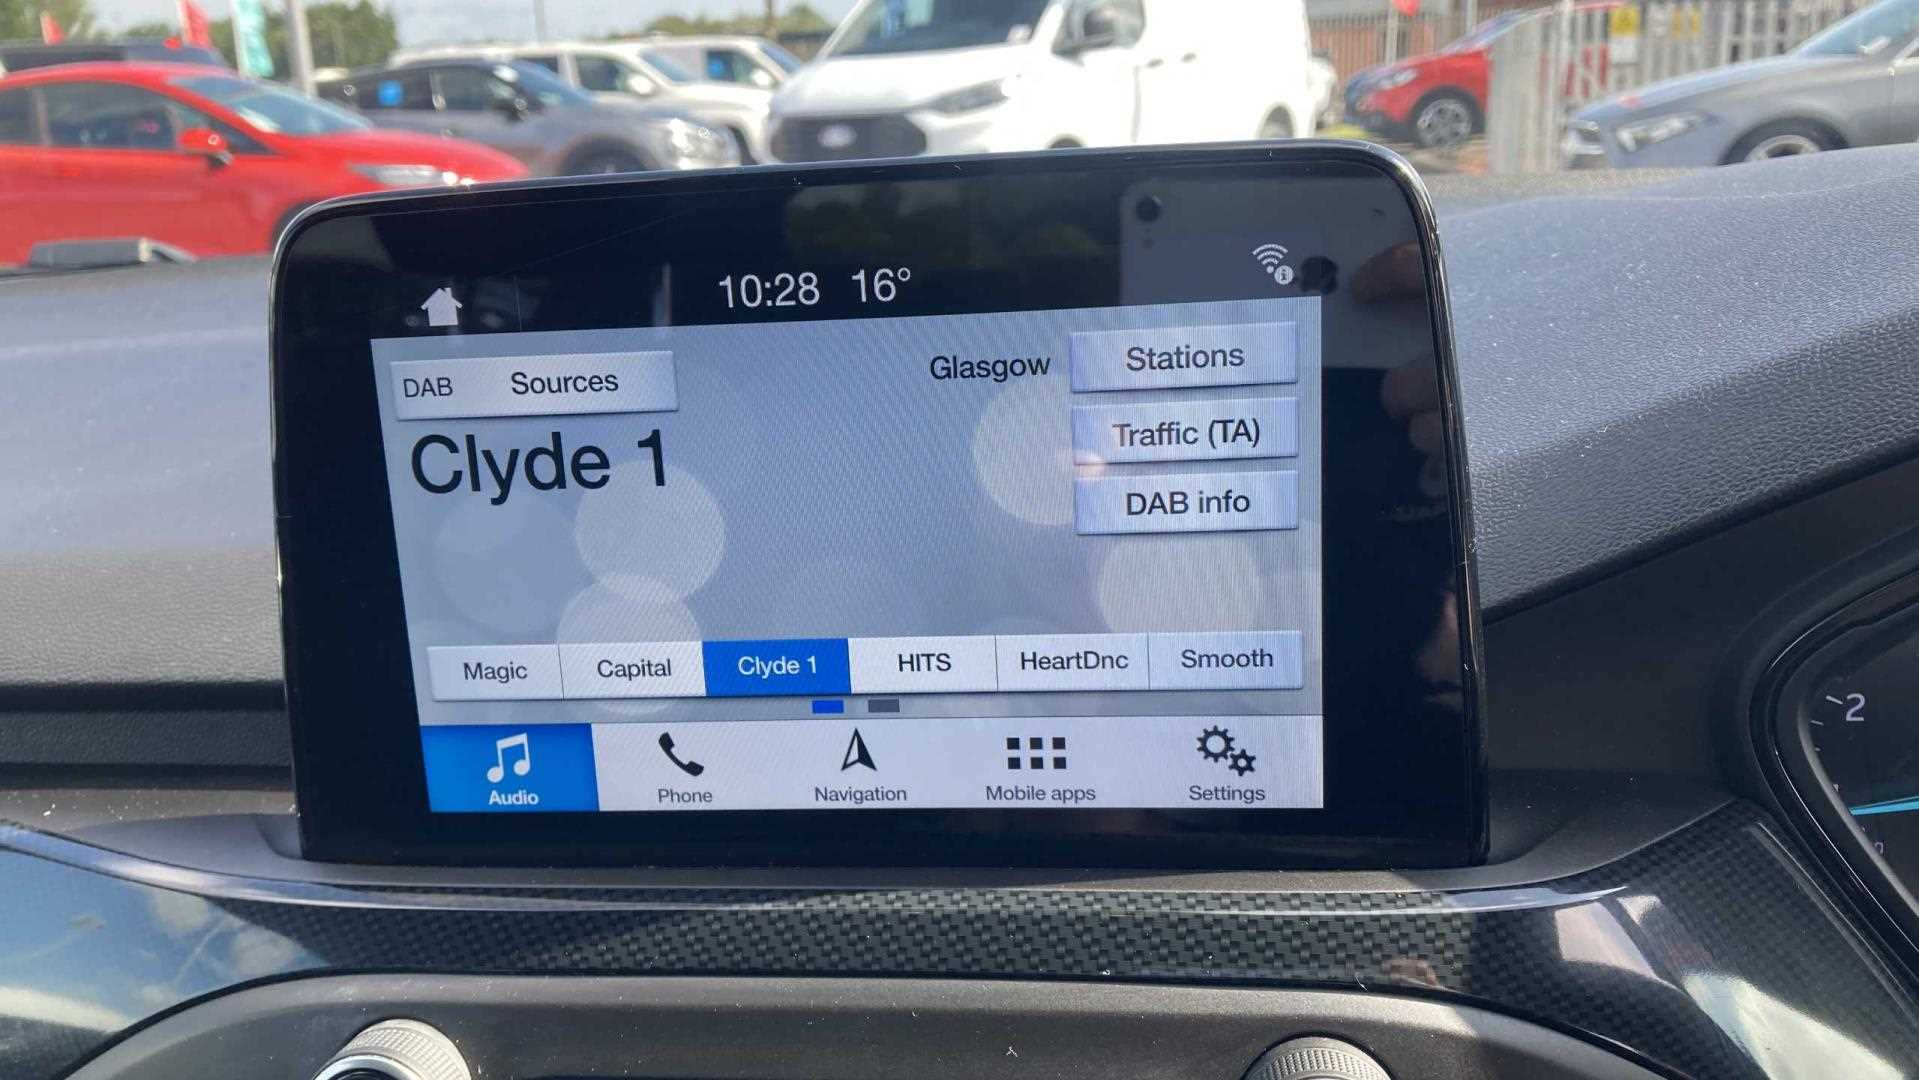 10:28 16°
DAB Sources
Glasgow
Stations
Clyde 1
Traffic (TA)
DAB info
Magic Capital Clyde 1 HITS HeartDnc Smooth
Audio Phone Navigation Mobile apps Settings
2